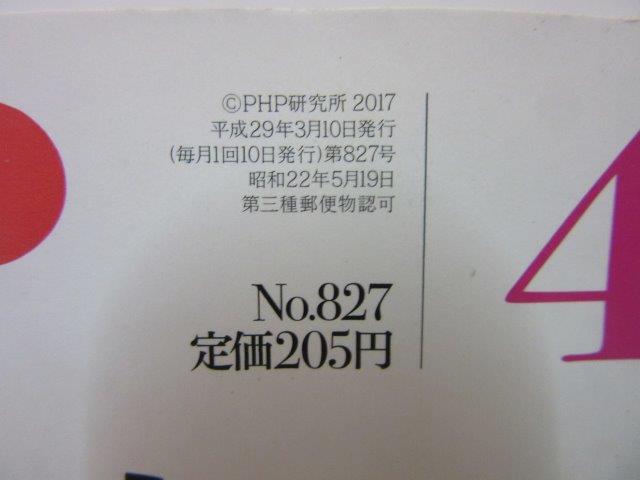 ©PHP研究所 2017
平成29年3月10日発行
(毎月1回10日発行)第827号
昭和22年5月19日
第三種郵便物認可
No.827
定価205円
4